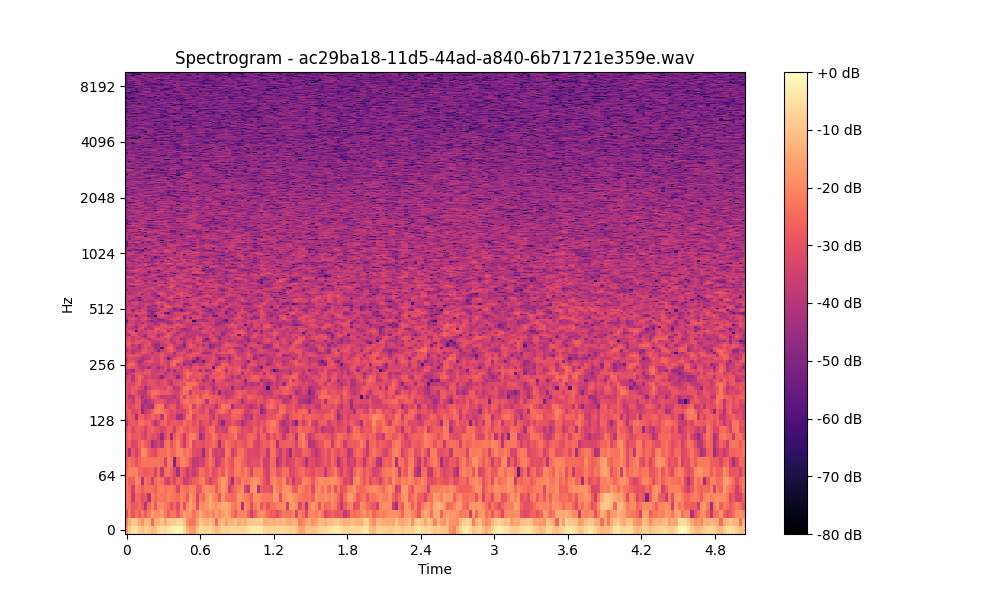 Spectrogram - ac29ba18-11d5-44ad-a840-6b71721e359e.wav
8192
4096
2048
1024
512
256
128
64
0
Hz
0 0.6 1.2 1.8 2.4 3 3.6 4.2 4.8
Time
+0 dB
-10 dB
-20 dB
-30 dB
-40 dB
-50 dB
-60 dB
-70 dB
-80 dB